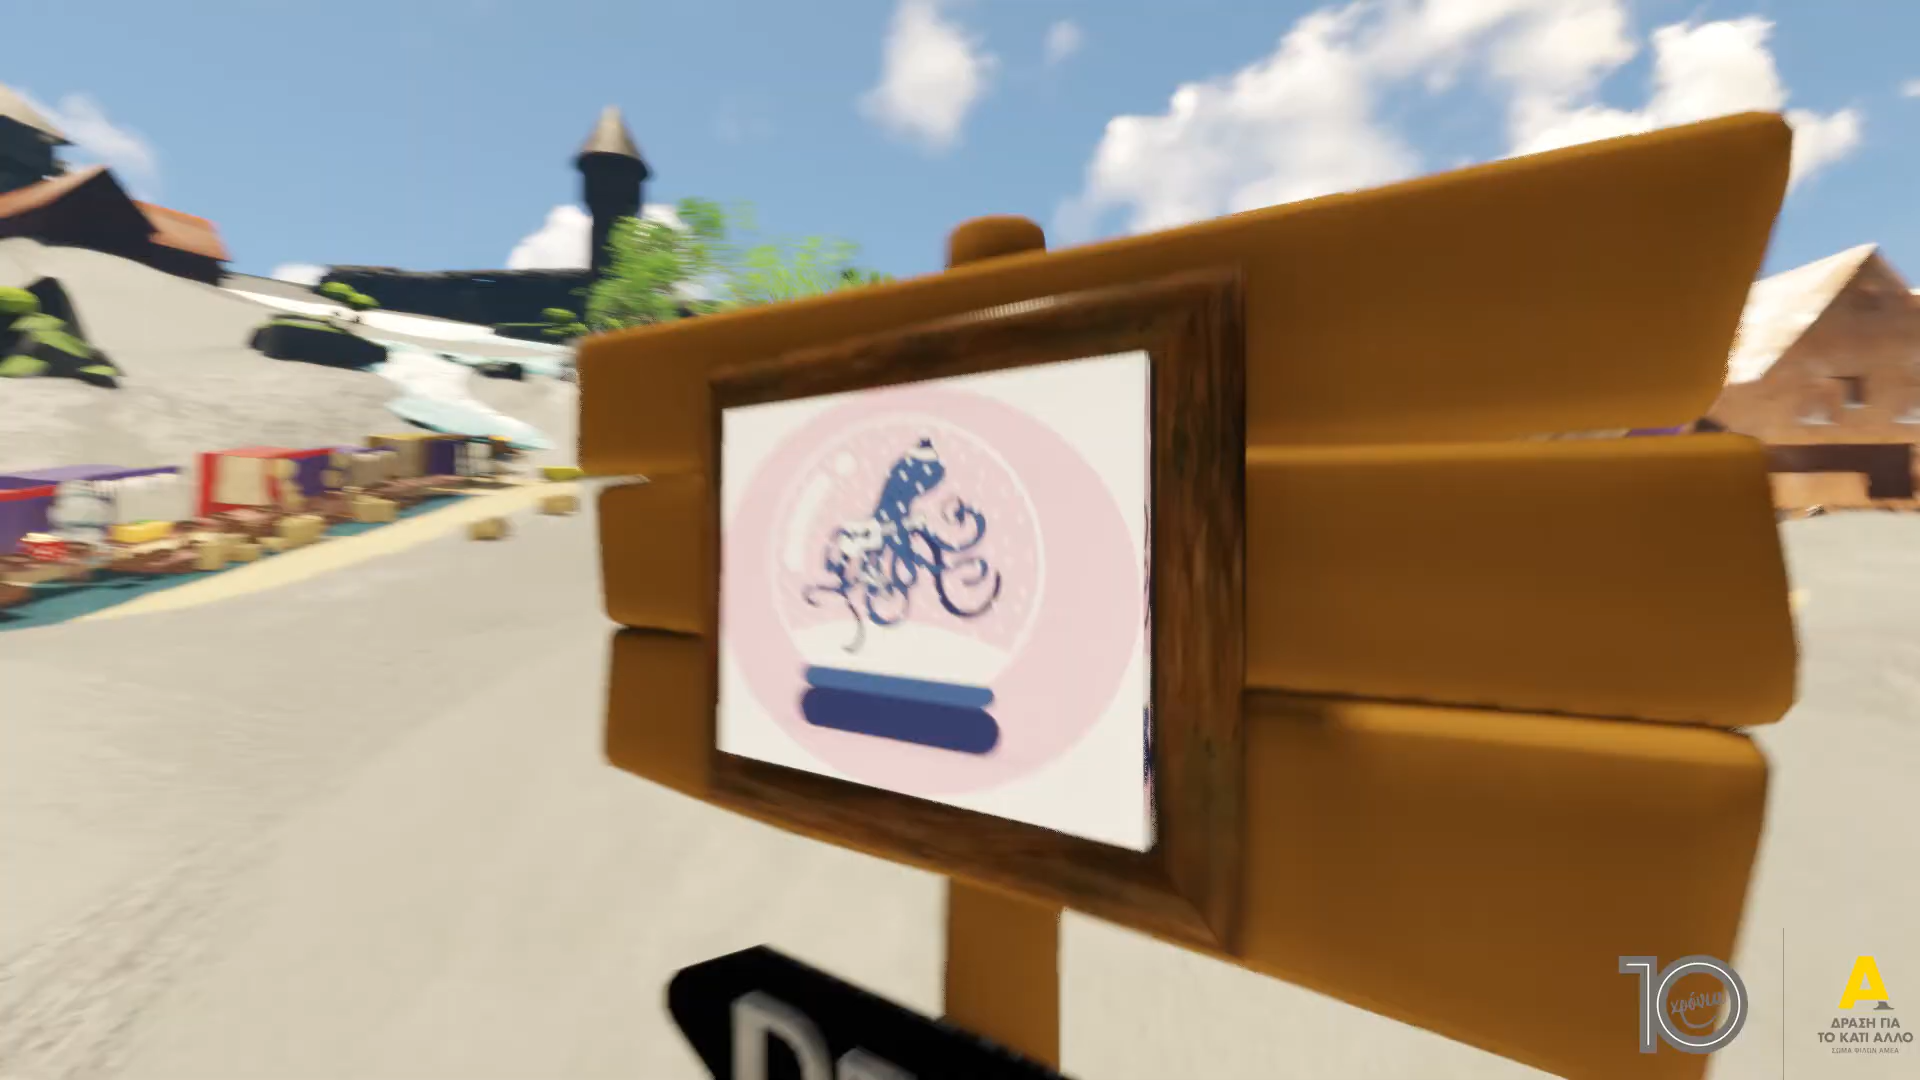 10
χρόνια
Α
ΔΡΑΣΗ ΓΙΑ
ΤΟ ΚΑΤΙ ΑΛΛΟ
ΣΩΜΑ ΦΙΛΩΝ ΑΜΕΑ